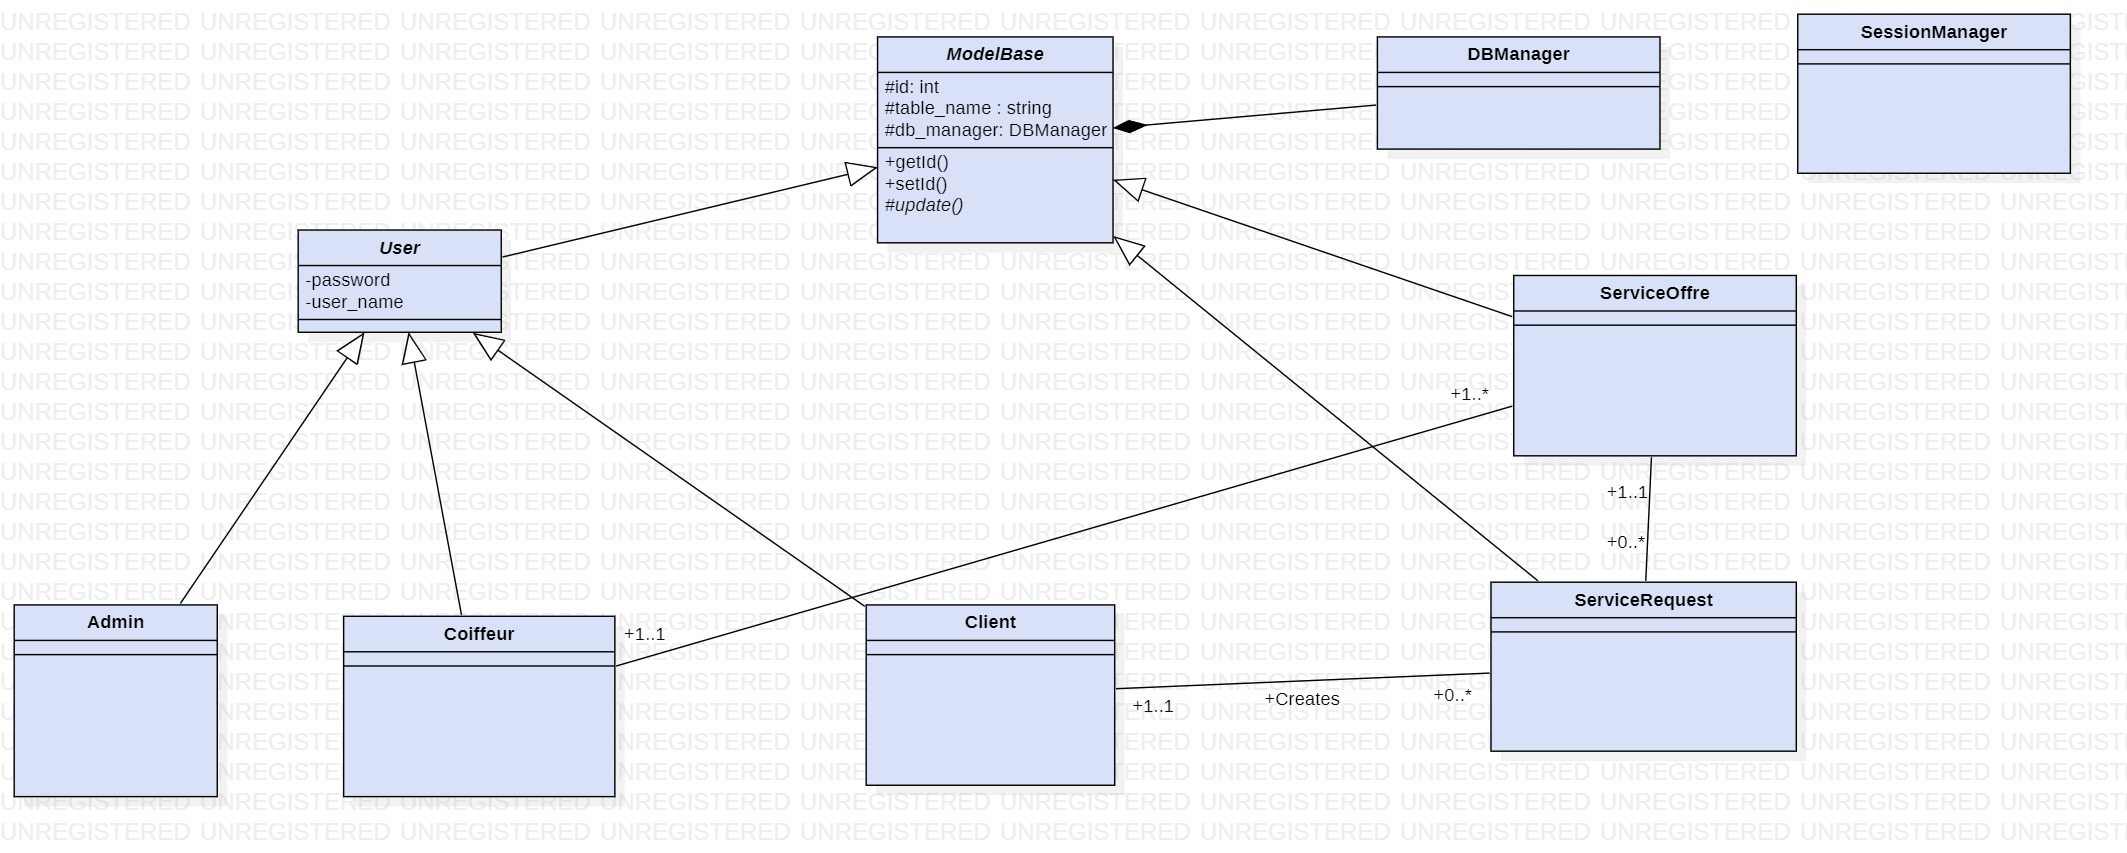 ModelBase
#id: int
#table_name : string
#db_manager: DBManager
+getId()
+setId()
#update()
DBManager
SessionManager
User
-password
-user_name
ServiceOffre
+1..*
+1..1
+0..*
Admin
Coiffeur
+1..1
Client
+1..1
+Creates
+0..*
ServiceRequest
UNREGISTERED